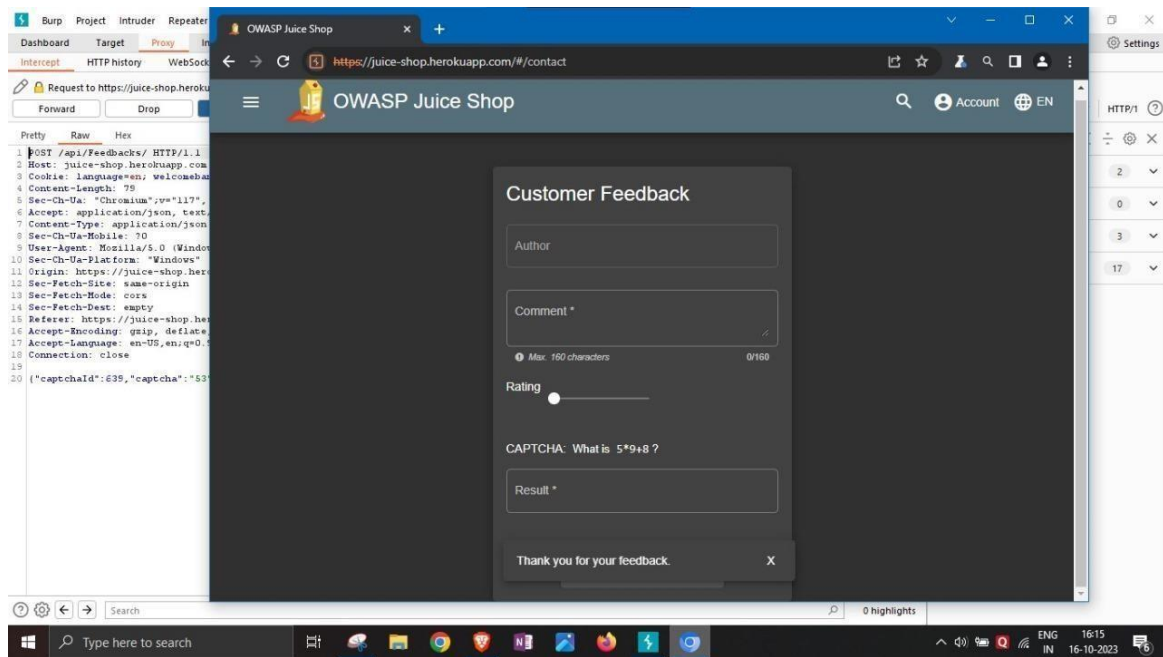 Burp Project Intruder Repeater
Dashboard Target Proxy In
Settings
Intercept HTTP history WebSock
Request to https://juice-shop.heroku
Forward Drop
HTTP/1
Pretty Raw Hex
1 POST /api/Feedbacks/ HTTP/1.1
2 Host: juice-shop.herokuapp.com
3 Cookie: language=en; welcomeban
4 Content-Length: 79
5 Sec-Ch-Ua: "Chromium";v="117",
6 Accept: application/json, text,
7 Content-Type: application/json
8 Sec-Ch-Ua-Mobile: ?0
9 User-Agent: Mozilla/5.0 (Window
10 Sec-Ch-Ua-Platform: "Windows"
11 Origin: https://juice-shop.hero
12 Sec-Fetch-Site: same-origin
13 Sec-Fetch-Mode: cors
14 Sec-Fetch-Dest: empty
15 Referer: https://juice-shop.her
16 Accept-Encoding: gzip, deflate,
17 Accept-Language: en-US,en;q=0.9
18 Connection: close
19
20 {"captchaId":639,"captcha":"53"
OWASP Juice Shop
https://juice-shop.herokuapp.com/#/contact
OWASP Juice Shop
Account EN
Customer Feedback
Author
Comment *
Max. 160 characters 0/160
Rating
CAPTCHA: What is 5*9+8 ?
Result *
Thank you for your feedback. X
2
0
3
17
Search
0 highlights
Type here to search
ENG 16:15
IN 16-10-2023
6